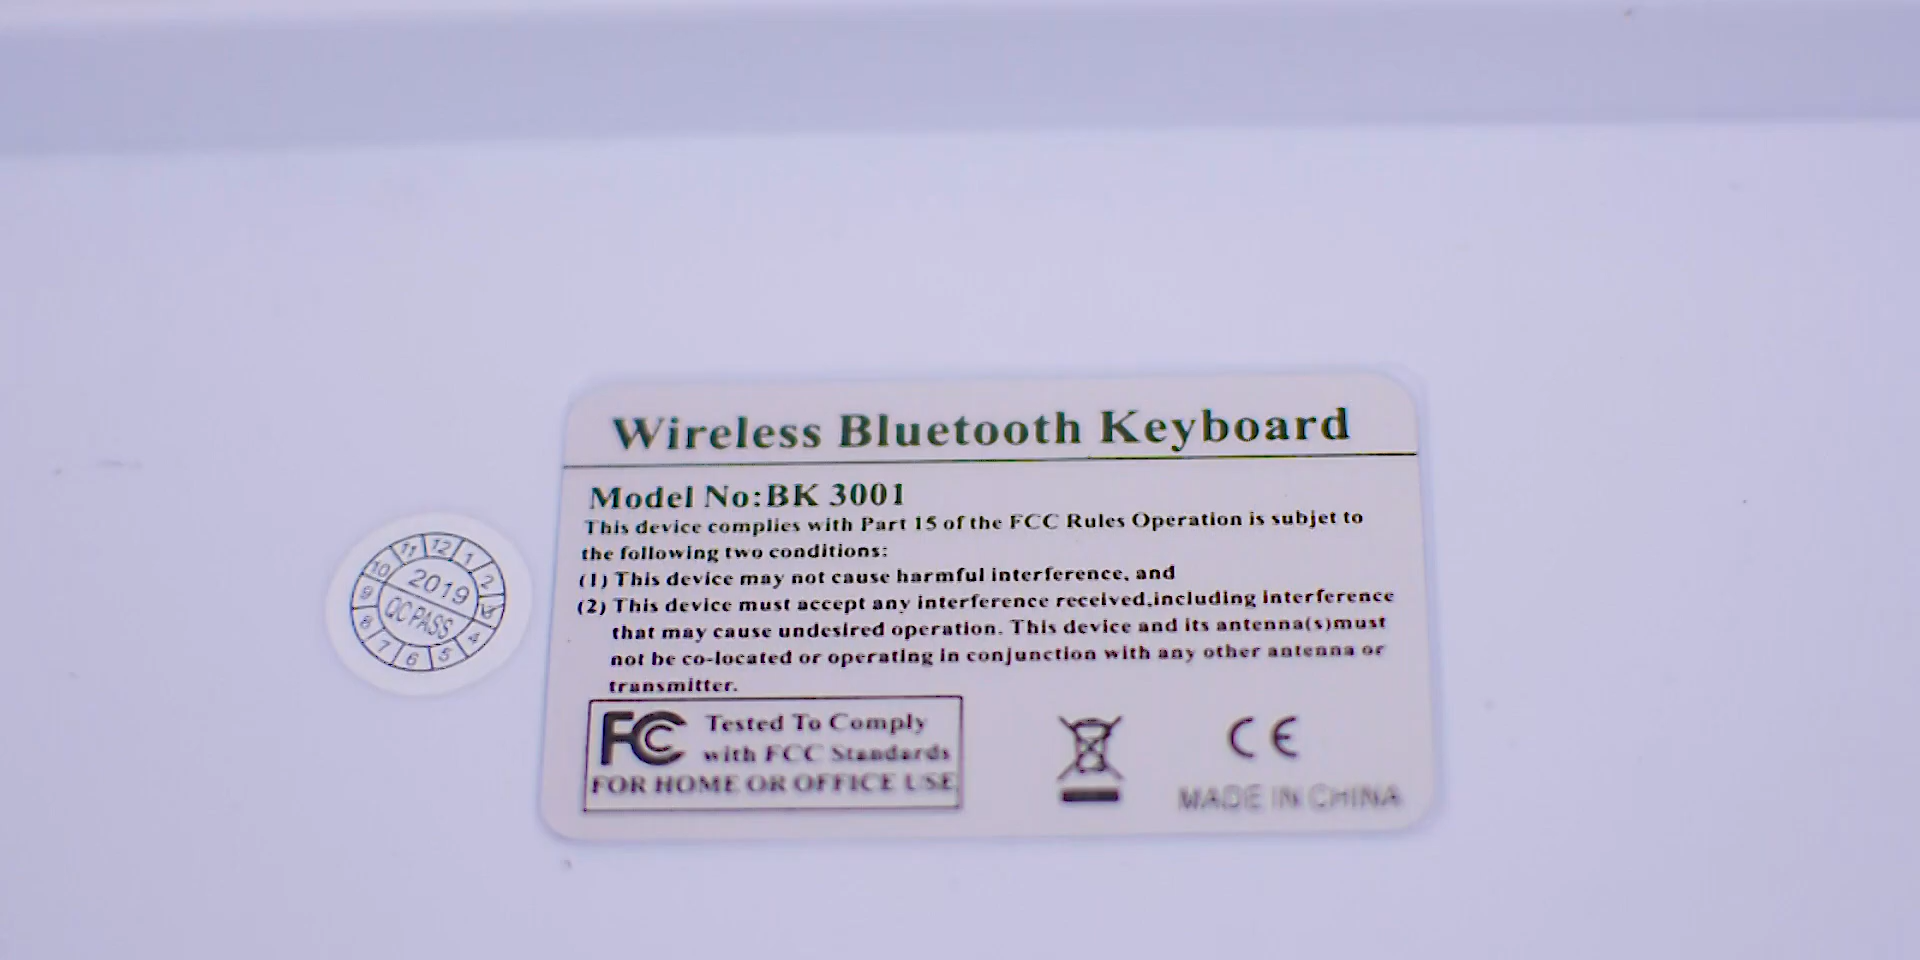 Wireless Bluetooth Keyboard
Model No:BK 3001
This device complies with Part 15 of the FCC Rules Operation is subjet to
the following two conditions:
(1) This device may not cause harmful interference, and
(2) This device must accept any interference received,including interference
that may cause undesired operation. This device and its antenna(s)must
not be co-located or operating in conjunction with any other antenna or
transmitter.
FC Tested To Comply
with FCC Standards
FOR HOME OR OFFICE USE
CE
MADE IN CHINA
11 12 1 2 3 4 5 6 7 8 9 10
2019
QC PASS